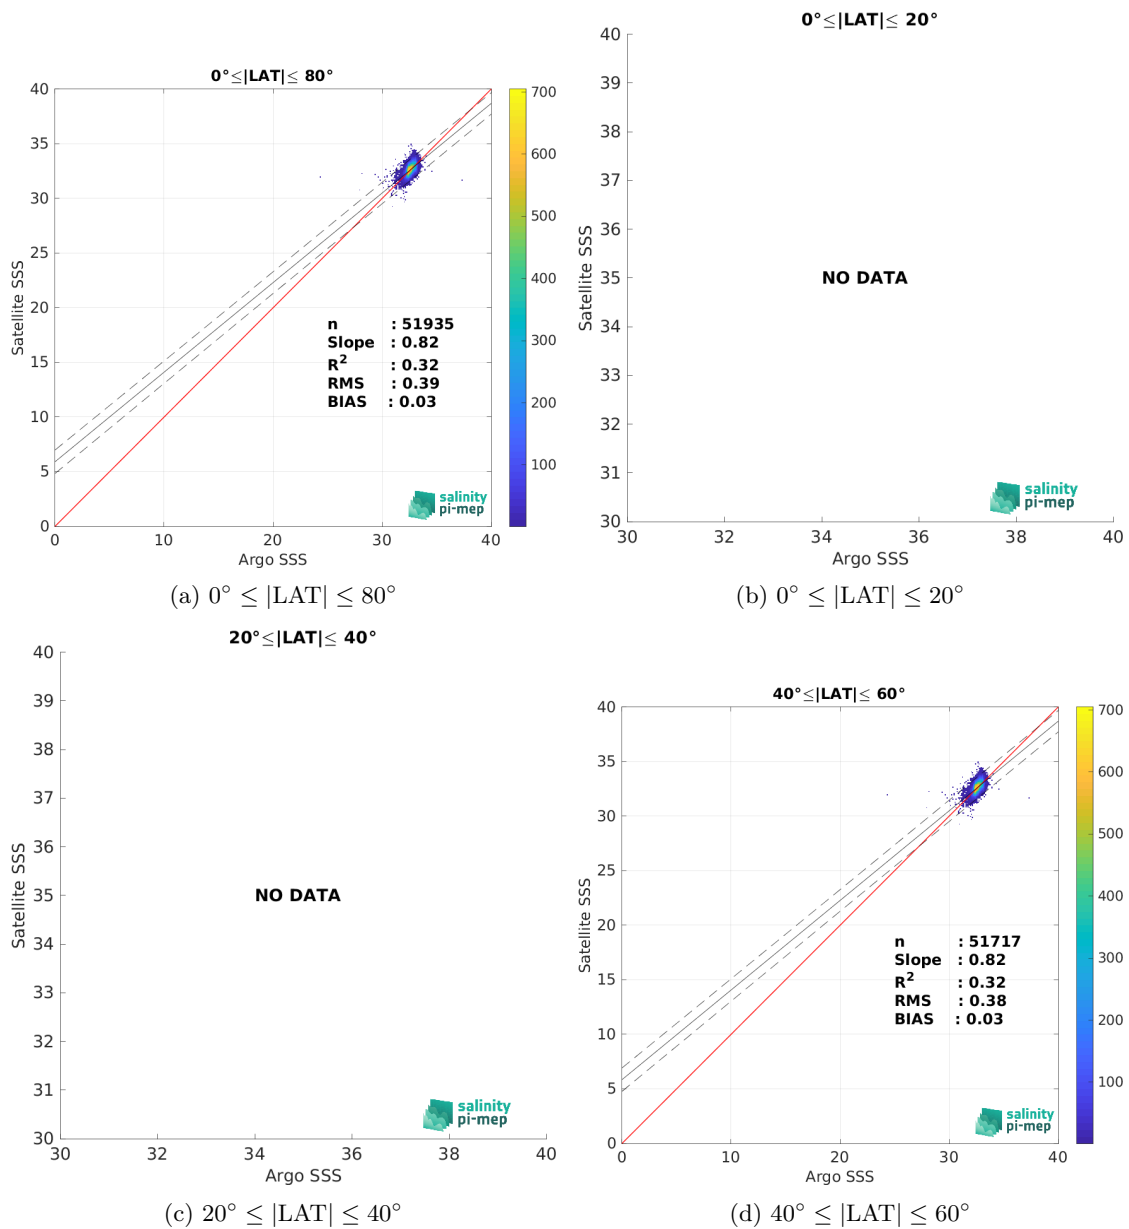 0°≤|LAT|≤ 80°
40
35
30
25
20
15
10
5
0
0
10
20
30
40
Satellite SSS
Argo SSS
700
600
500
400
300
200
100
n : 51935
Slope : 0.82
R² : 0.32
RMS : 0.39
BIAS : 0.03
salinity
pi-mep
(a) 0° ≤ |LAT| ≤ 80°
0°≤|LAT|≤ 20°
40
39
38
37
36
35
34
33
32
31
30
30
32
34
36
38
40
Satellite SSS
Argo SSS
NO DATA
salinity
pi-mep
(b) 0° ≤ |LAT| ≤ 20°
20°≤|LAT|≤ 40°
40
39
38
37
36
35
34
33
32
31
30
30
32
34
36
38
40
Satellite SSS
Argo SSS
NO DATA
salinity
pi-mep
(c) 20° ≤ |LAT| ≤ 40°
40°≤|LAT|≤ 60°
40
35
30
25
20
15
10
5
0
0
10
20
30
40
Satellite SSS
Argo SSS
700
600
500
400
300
200
100
n : 51717
Slope : 0.82
R² : 0.32
RMS : 0.38
BIAS : 0.03
salinity
pi-mep
(d) 40° ≤ |LAT| ≤ 60°